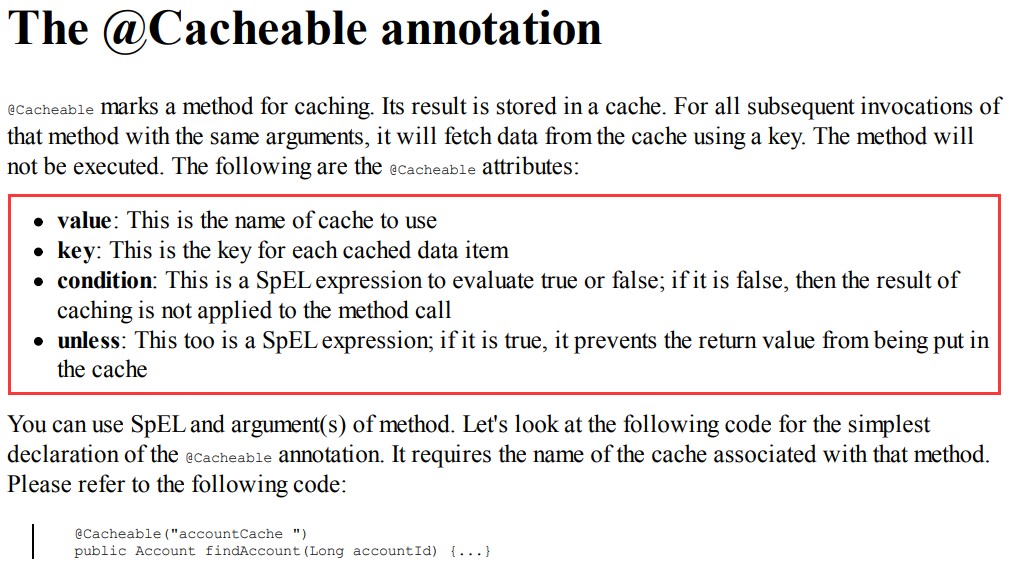 The @Cacheable annotation
@Cacheable marks a method for caching. Its result is stored in a cache. For all subsequent invocations of
that method with the same arguments, it will fetch data from the cache using a key. The method will
not be executed. The following are the @Cacheable attributes:
• value: This is the name of cache to use
• key: This is the key for each cached data item
• condition: This is a SpEL expression to evaluate true or false; if it is false, then the result of
caching is not applied to the method call
• unless: This too is a SpEL expression; if it is true, it prevents the return value from being put in
the cache
You can use SpEL and argument(s) of method. Let's look at the following code for the simplest
declaration of the @Cacheable annotation. It requires the name of the cache associated with that method.
Please refer to the following code:
@Cacheable("accountCache ")
public Account findAccount(Long accountId) {...}